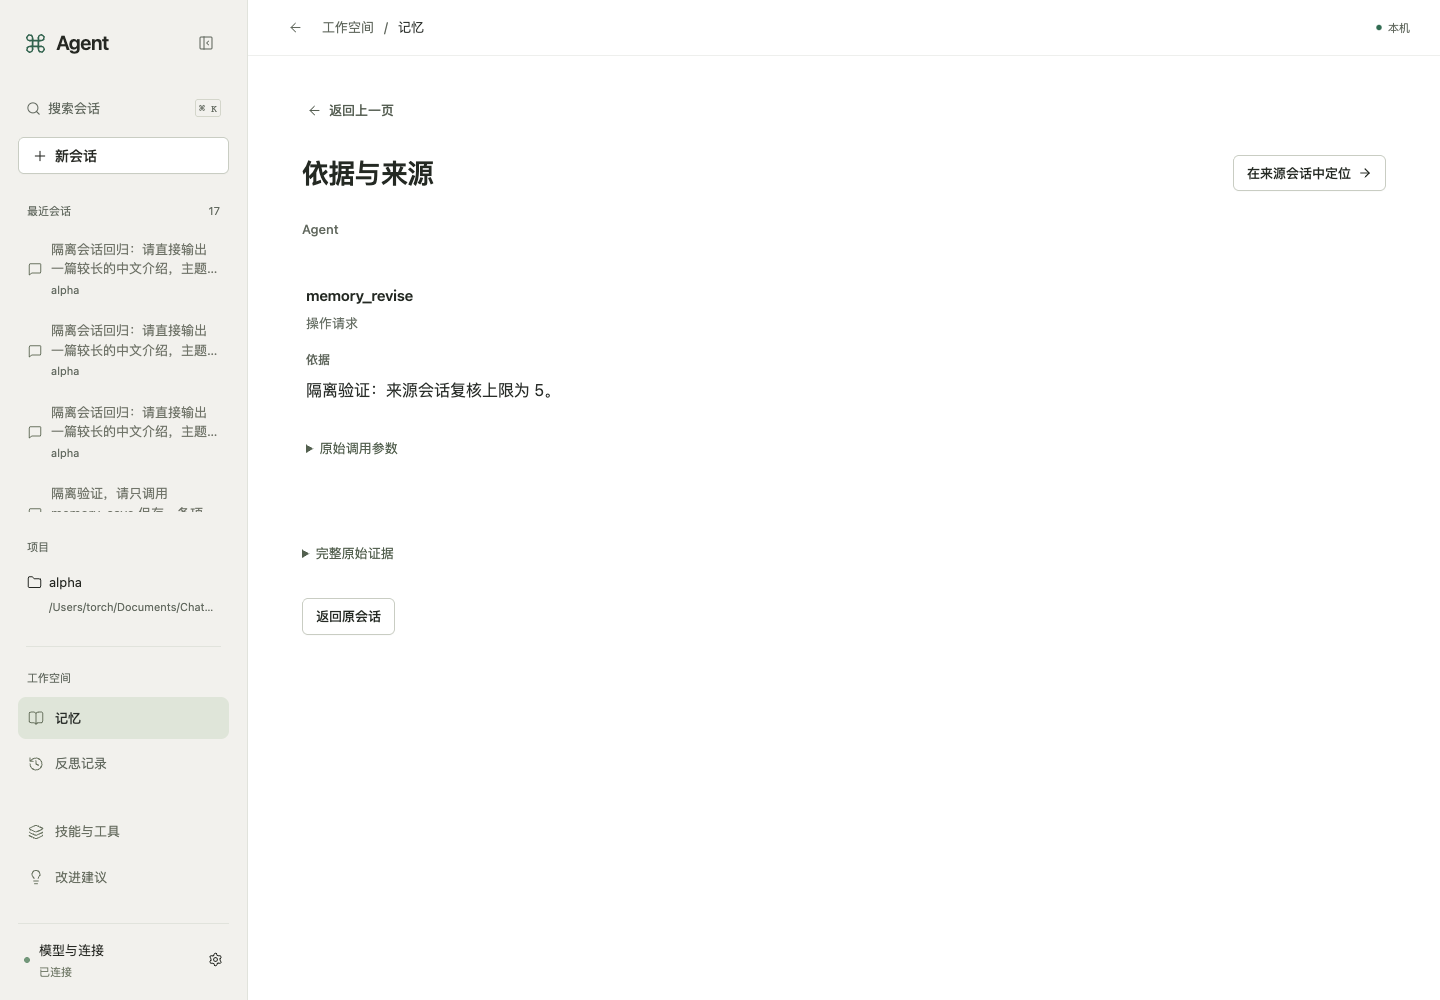 Agent
搜索会话
⌘ K
新会话
最近会话 17
隔离会话回归：请直接输出
一篇较长的中文介绍，主题...
alpha
隔离会话回归：请直接输出
一篇较长的中文介绍，主题...
alpha
隔离会话回归：请直接输出
一篇较长的中文介绍，主题...
alpha
隔离验证，请只调用
项目
alpha
/Users/torch/Documents/Chat...
工作空间
记忆
反思记录
技能与工具
改进建议
模型与连接
已连接
工作空间 / 记忆
本机
返回上一页
依据与来源
在来源会话中定位
Agent
memory_revise
操作请求
依据
隔离验证：来源会话复核上限为 5。
原始调用参数
完整原始证据
返回原会话